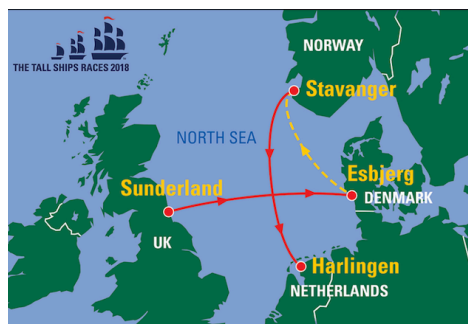 NORWAY
THE TALL SHIPS RACES 2018
Stavanger
NORTH SEA
Esbjerg
Sunderland
DENMARK
UK
Harlingen
NETHERLANDS